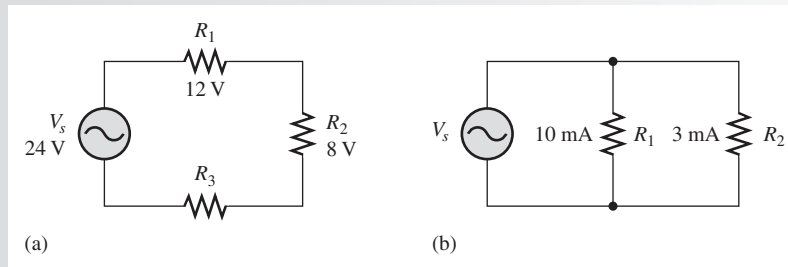 R₁
12 V
Vₛ
24 V
R₂
8 V
R₃
(a)
Vₛ
10 mA
R₁
3 mA
R₂
(b)